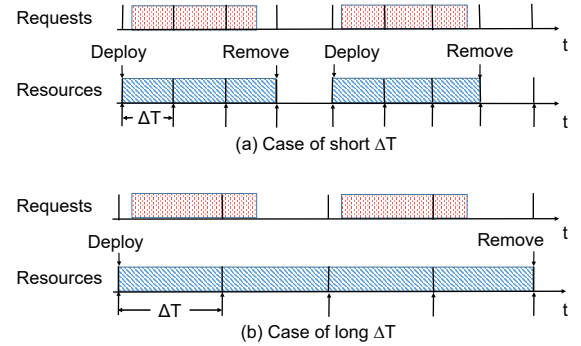 Requests
t
Deploy Remove Deploy Remove
Resources
ΔT
t
(a) Case of short ΔT
Requests
t
Deploy Remove
Resources
ΔT
t
(b) Case of long ΔT